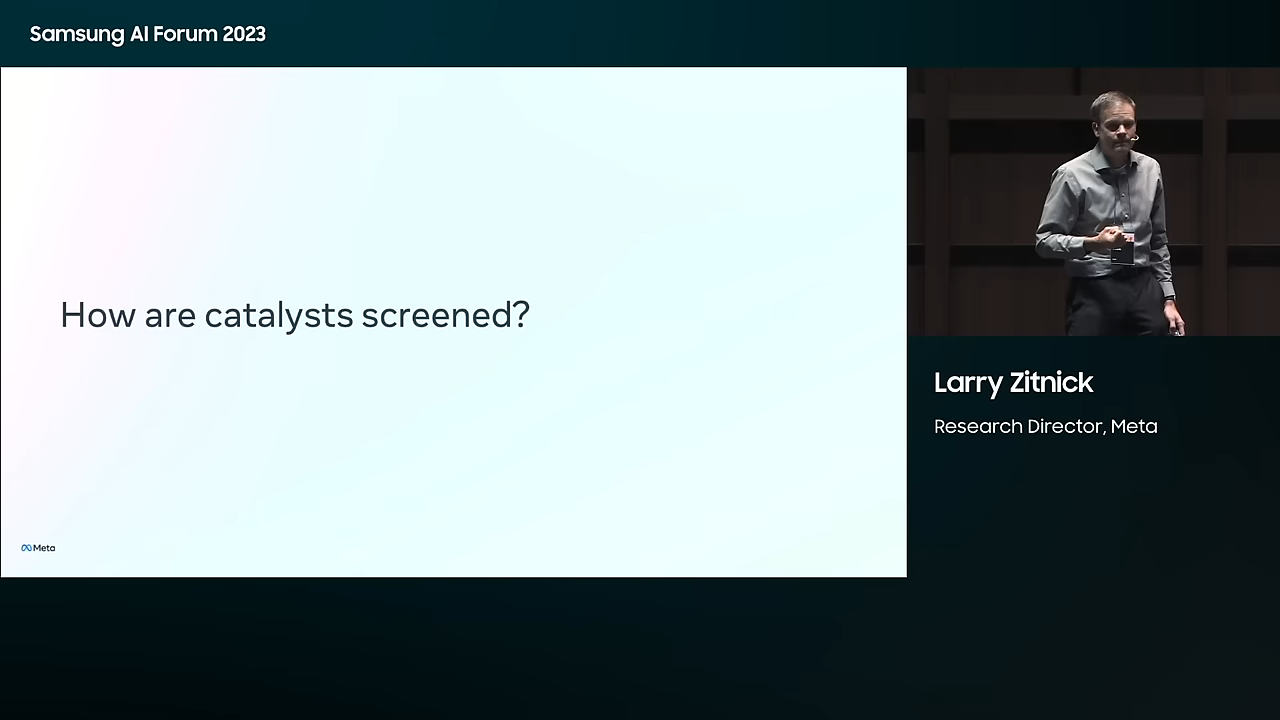 Samsung AI Forum 2023
How are catalysts screened?
Meta
Larry Zitnick
Research Director, Meta